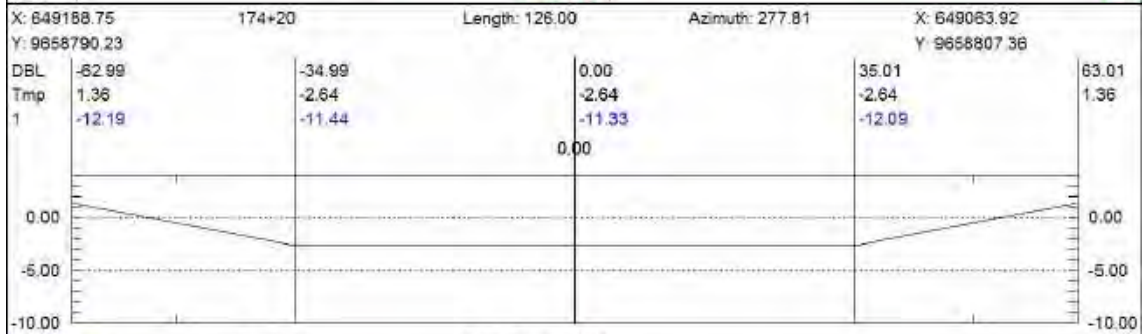 X: 649188.75 174+20 Length: 126.00 Azimuth: 277.81 X: 649063.92
Y: 9658790.23 Y: 9658807.36
DBL -62.99 -34.99 0.00 35.01 63.01
Tmp 1.36 -2.64 -2.64 -2.64 1.36
1 -12.19 -11.44 -11.33 -12.09
0.00
0.00 0.00
-5.00 -5.00
-10.00 -10.00